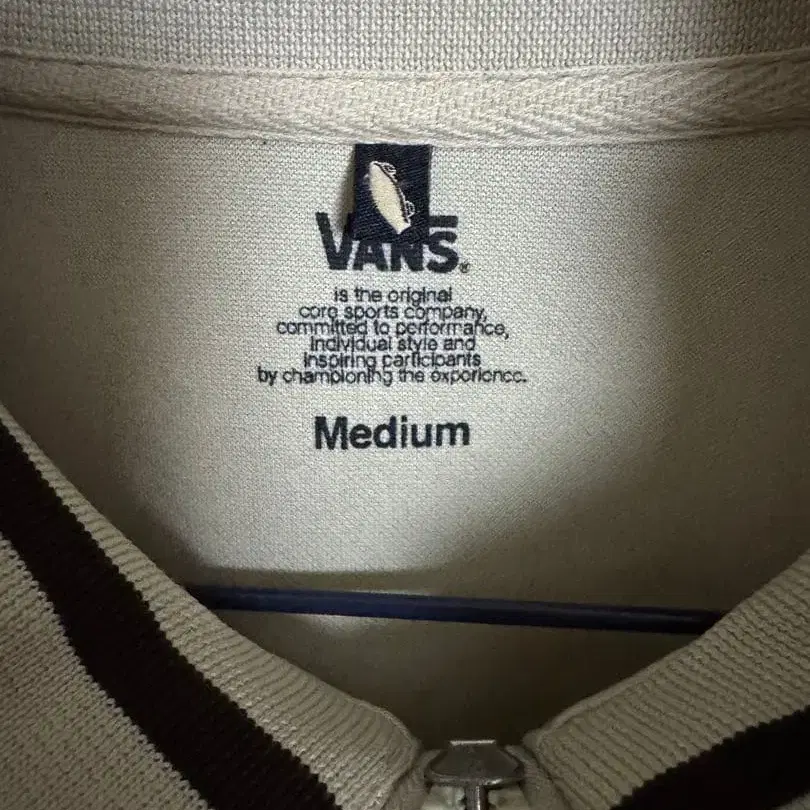 VANS®
is the original
core sports company,
committed to performance,
individual style and
inspiring participants
by championing the experience.
Medium